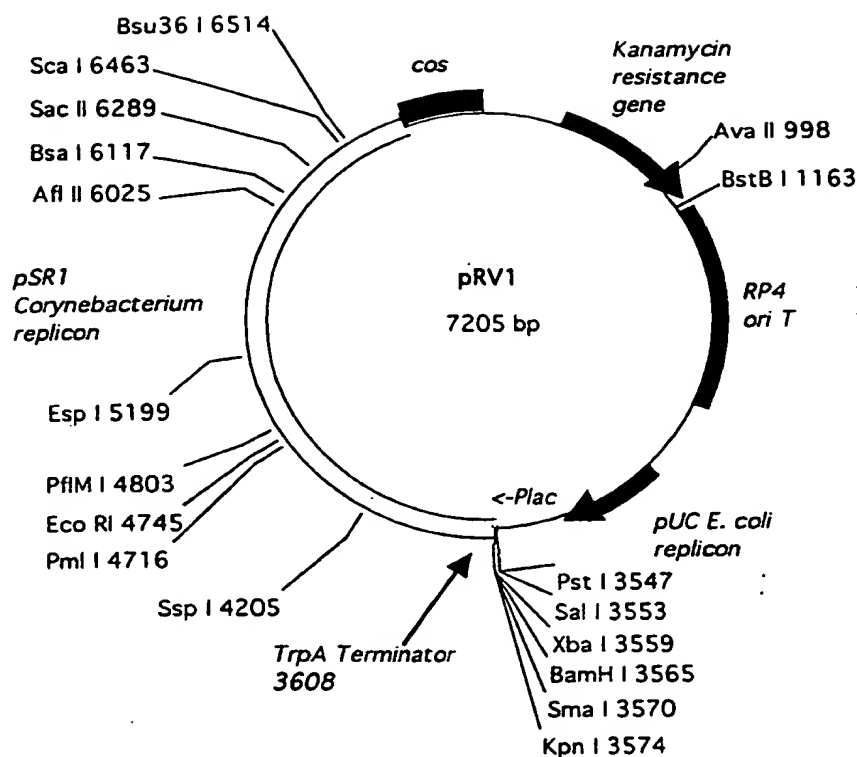 Bsu36 I 6514
Sca I 6463
Sac II 6289
Bsa I 6117
Afl II 6025
cos
Kanamycin
resistance
gene
Ava II 998
BstB I 1163
pSR1
Corynebacterium
replicon
pRV1
7205 bp
RP4
ori T
Esp I 5199
PflM I 4803
Eco RI 4745
Pml I 4716
Ssp I 4205
<-Plac
pUC E. coli
replicon
TrpA Terminator
3608
Pst I 3547
Sal I 3553
Xba I 3559
BamH I 3565
Sma I 3570
Kpn I 3574